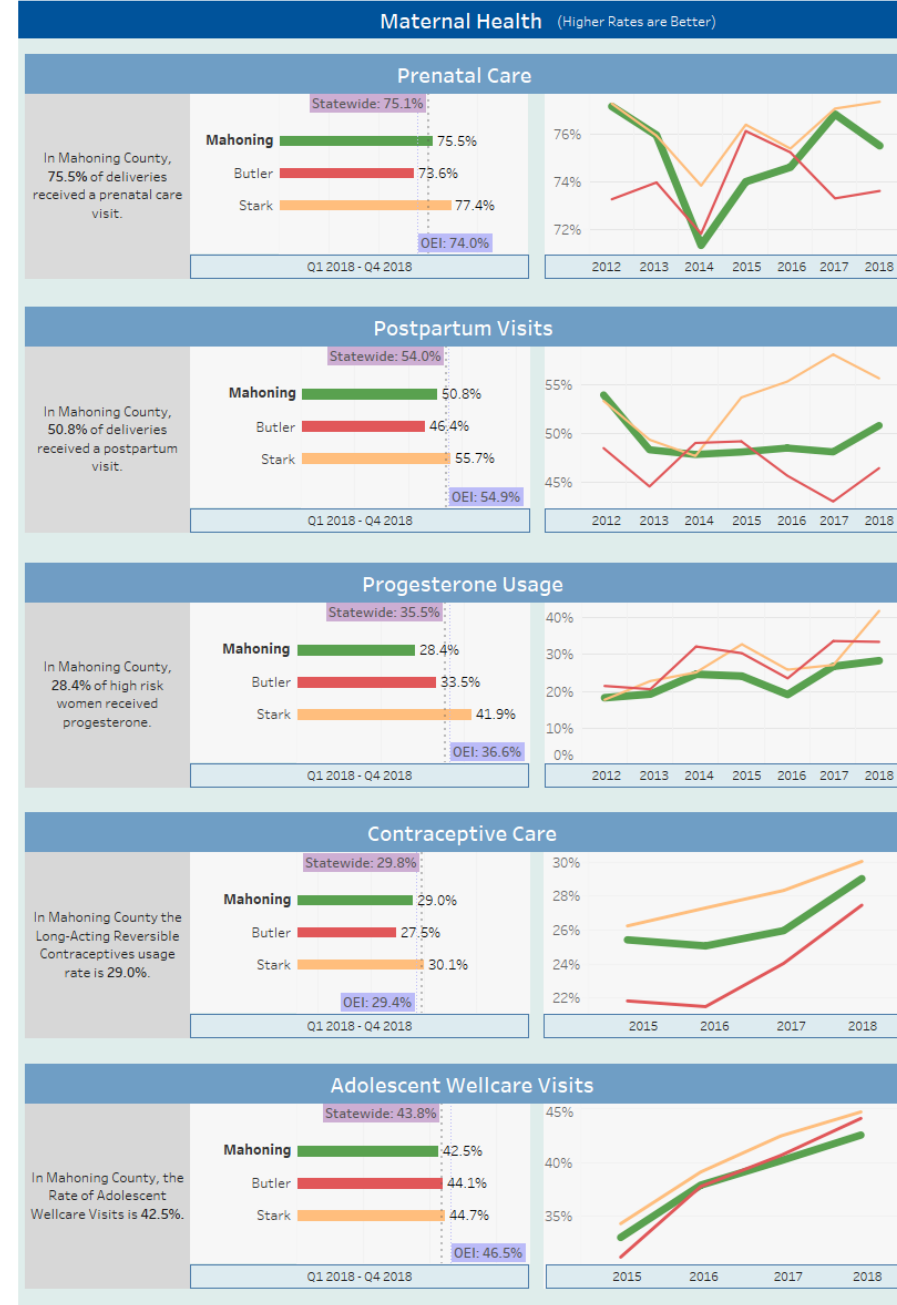 Maternal Health (Higher Rates are Better)
Prenatal Care
In Mahoning County,
75.5% of deliveries
received a prenatal care
visit.
Statewide: 75.1%
Mahoning 75.5%
Butler 73.6%
Stark 77.4%
OEI: 74.0%
Q1 2018 - Q4 2018
76%
74%
72%
2012 2013 2014 2015 2016 2017 2018
Postpartum Visits
In Mahoning County,
50.8% of deliveries
received a postpartum
visit.
Statewide: 54.0%
Mahoning 50.8%
Butler 46.4%
Stark 55.7%
OEI: 54.9%
Q1 2018 - Q4 2018
55%
50%
45%
2012 2013 2014 2015 2016 2017 2018
Progesterone Usage
In Mahoning County,
28.4% of high risk
women received
progesterone.
Statewide: 35.5%
Mahoning 28.4%
Butler 33.5%
Stark 41.9%
OEI: 36.6%
Q1 2018 - Q4 2018
40%
30%
20%
10%
0%
2012 2013 2014 2015 2016 2017 2018
Contraceptive Care
In Mahoning County the
Long-Acting Reversible
Contraceptives usage
rate is 29.0%.
Statewide: 29.8%
Mahoning 29.0%
Butler 27.5%
Stark 30.1%
OEI: 29.4%
Q1 2018 - Q4 2018
30%
28%
26%
24%
22%
2015 2016 2017 2018
Adolescent Wellcare Visits
In Mahoning County, the
Rate of Adolescent
Wellcare Visits is 42.5%.
Statewide: 43.8%
Mahoning 42.5%
Butler 44.1%
Stark 44.7%
OEI: 46.5%
Q1 2018 - Q4 2018
45%
40%
35%
2015 2016 2017 2018